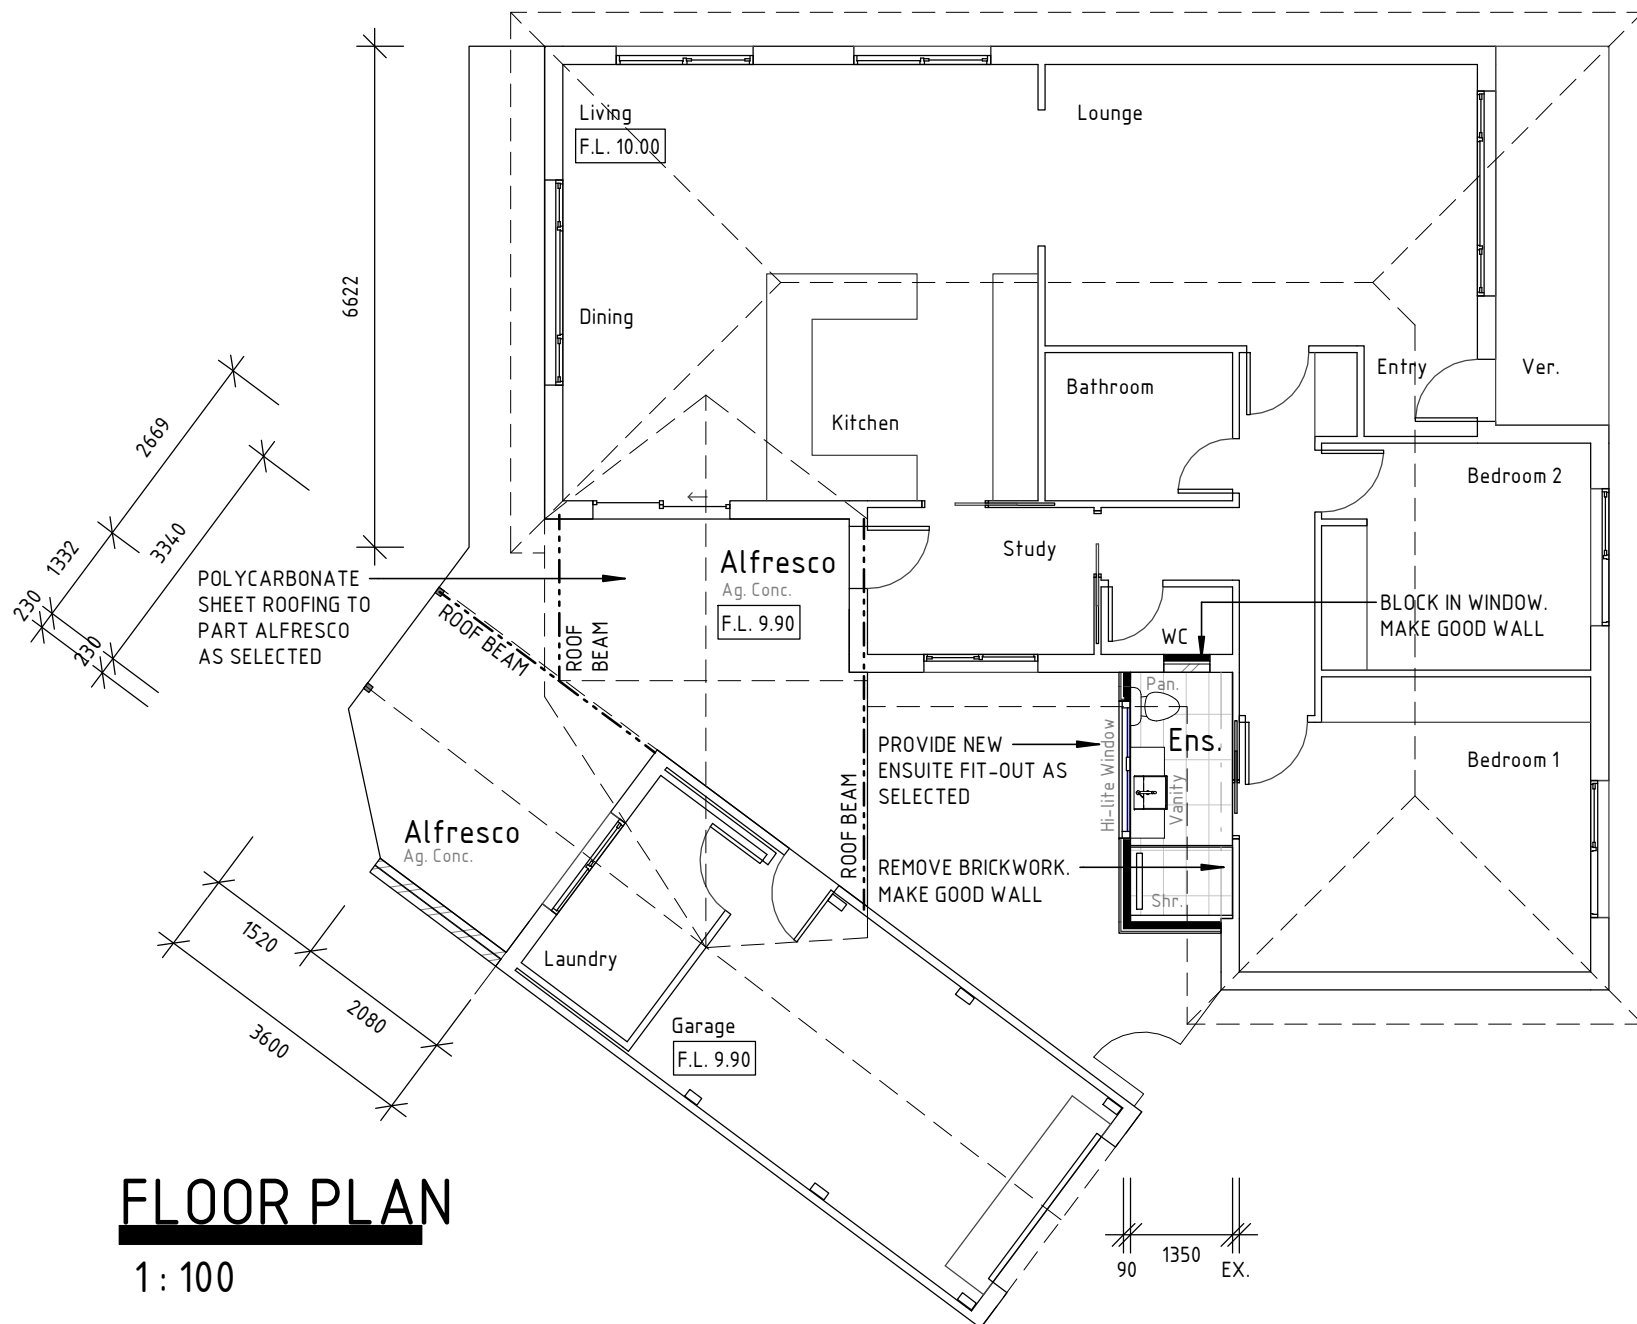 Living
F.L. 10.00
Lounge
6622
Dining
Kitchen
Bathroom
Entry
Ver.
Bedroom 2
2669
3340
1332
230
230
POLYCARBONATE
SHEET ROOFING TO
PART ALFRESCO
AS SELECTED
ROOF BEAM
ROOF
BEAM
Alfresco
Ag. Conc.
F.L. 9.90
Study
WC
BLOCK IN WINDOW.
MAKE GOOD WALL
Pan.
Ens.
Hi-lite Window
Vanity
Shr.
PROVIDE NEW
ENSUITE FIT-OUT AS
SELECTED
ROOF BEAM
REMOVE BRICKWORK.
MAKE GOOD WALL
Bedroom 1
Alfresco
Ag. Conc.
1520
2080
3600
Laundry
Garage
F.L. 9.90
90
1350
EX.
FLOOR PLAN
1 : 100